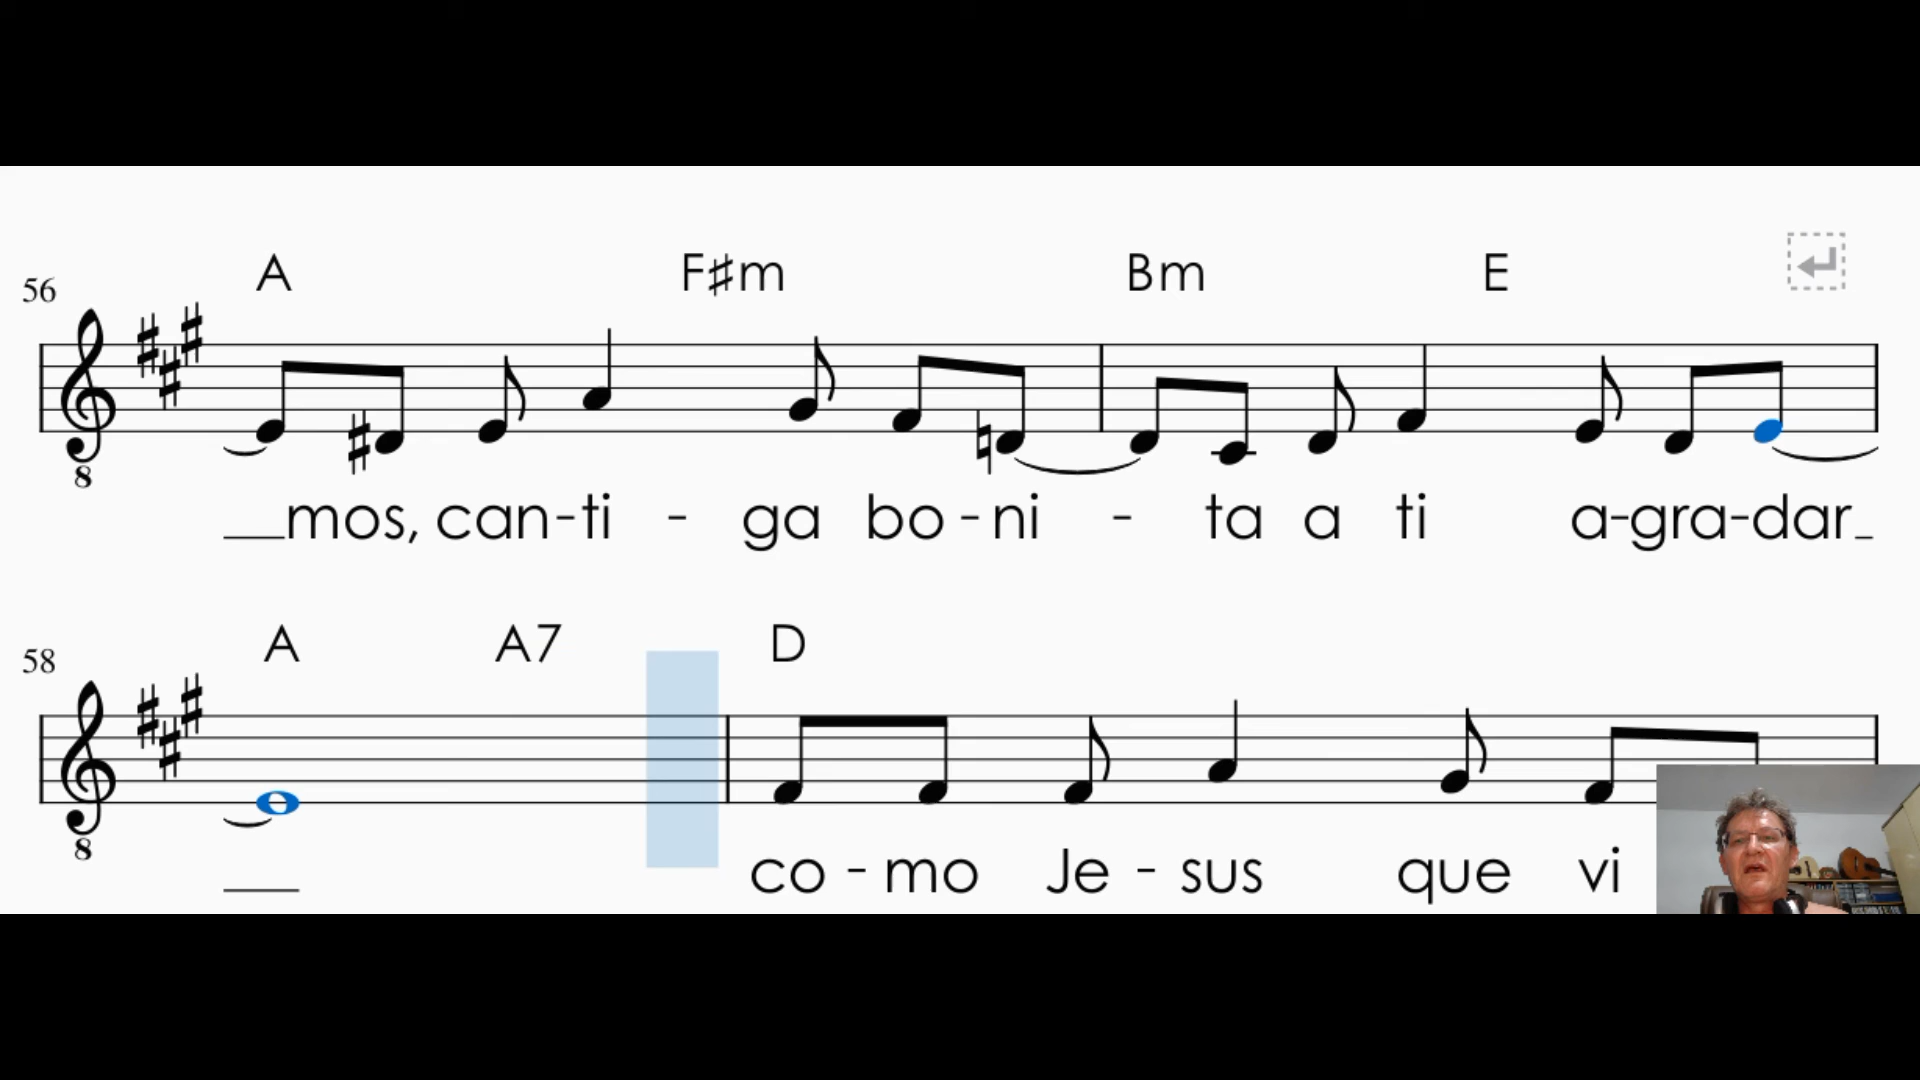 A F♯m Bm E
56
8
__mos, can-ti - ga bo-ni - ta a ti a-gra-dar_
A A7 D
58
8
__ co-mo Je-sus que vi